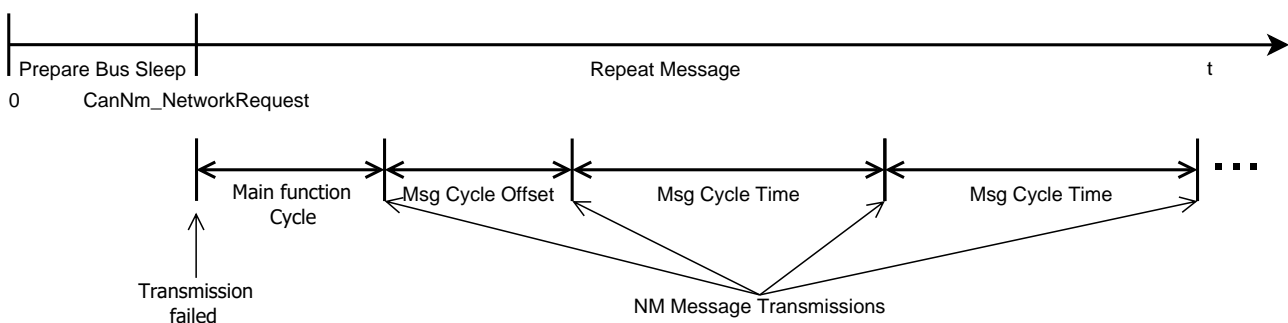 Prepare Bus Sleep Repeat Message t
0 CanNm_NetworkRequest
Main function
Cycle
Msg Cycle Offset Msg Cycle Time Msg Cycle Time
Transmission
failed
NM Message Transmissions